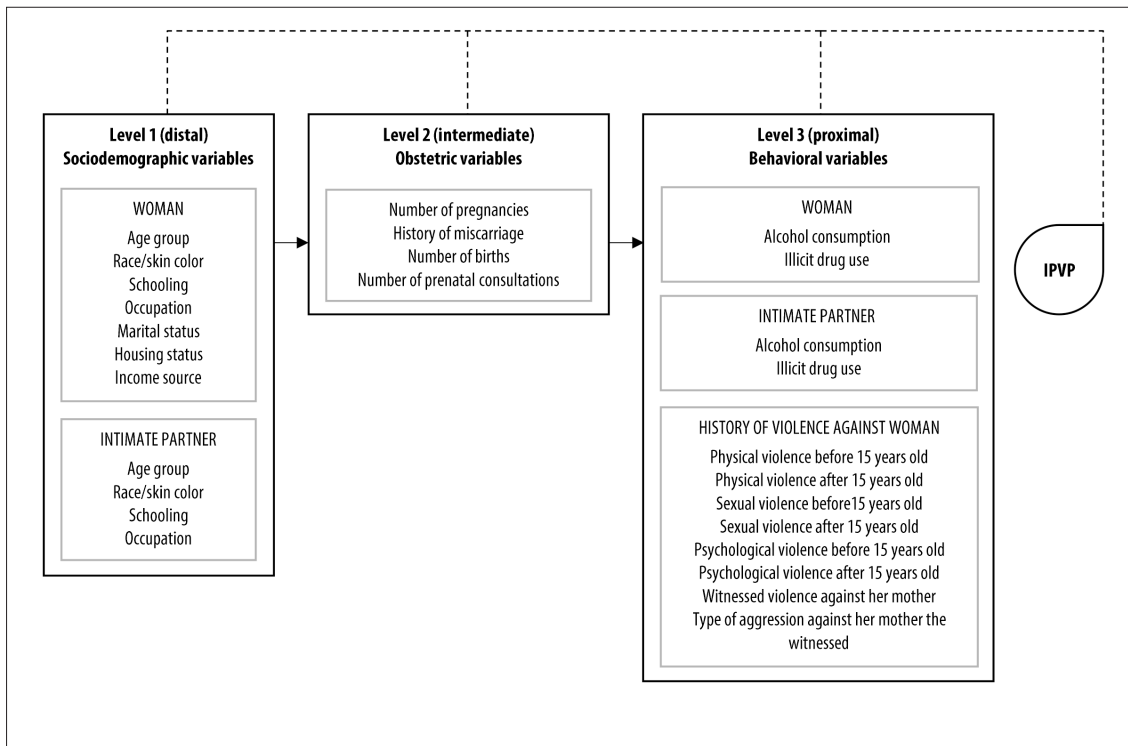 Level 1 (distal)
Sociodemographic variables
WOMAN
Age group
Race/skin color
Schooling
Occupation
Marital status
Housing status
Income source
INTIMATE PARTNER
Age group
Race/skin color
Schooling
Occupation
Level 2 (intermediate)
Obstetric variables
Number of pregnancies
History of miscarriage
Number of births
Number of prenatal consultations
Level 3 (proximal)
Behavioral variables
WOMAN
Alcohol consumption
Illicit drug use
INTIMATE PARTNER
Alcohol consumption
Illicit drug use
HISTORY OF VIOLENCE AGAINST WOMAN
Physical violence before 15 years old
Physical violence after 15 years old
Sexual violence before15 years old
Sexual violence after 15 years old
Psychological violence before 15 years old
Psychological violence after 15 years old
Witnessed violence against her mother
Type of aggression against her mother the
witnessed
IPVP